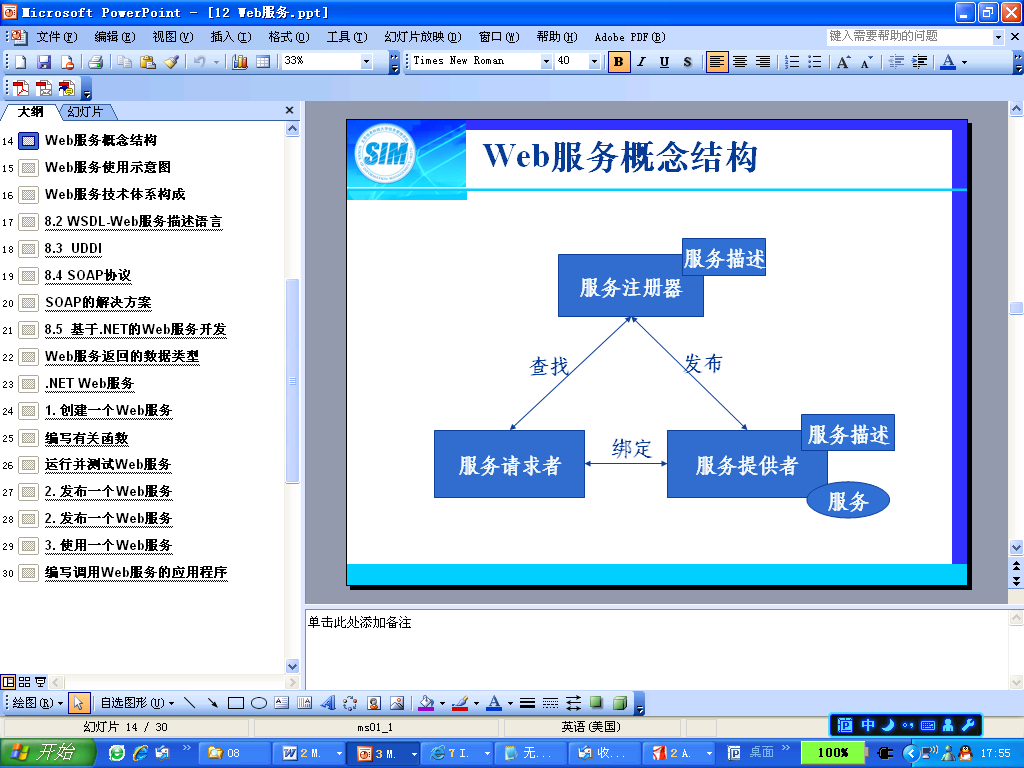 Microsoft PowerPoint - [12 Web服务.ppt]
文件(F) 编辑(E) 视图(V) 插入(I) 格式(O) 工具(T) 幻灯片放映(D) 窗口(W) 帮助(H) Adobe PDF(B) 键入需要帮助的问题
33% Times New Roman 40 B I U S A A A
大纲 幻灯片
14 Web服务概念结构
15 Web服务使用示意图
16 Web服务技术体系构成
17 8.2 WSDL-Web服务描述语言
18 8.3 UDDI
19 8.4 SOAP协议
20 SOAP的解决方案
21 8.5 基于.NET的Web服务开发
22 Web服务返回的数据类型
23 .NET Web服务
24 1. 创建一个Web服务
25 编写有关函数
26 运行并测试Web服务
27 2. 发布一个Web服务
28 2. 发布一个Web服务
29 3. 使用一个Web服务
30 编写调用Web服务的应用程序
SIM
Web服务概念结构
服务描述
服务注册器
查找
发布
服务描述
绑定
服务请求者
服务提供者
服务
单击此处添加备注
绘图(R) 自选图形(U)
幻灯片 14 / 30 ms01_1 英语(美国)
中
开始 08 2 M. 3 M. 7 I. 无... 收... 2 A. 桌面 100% 17:55